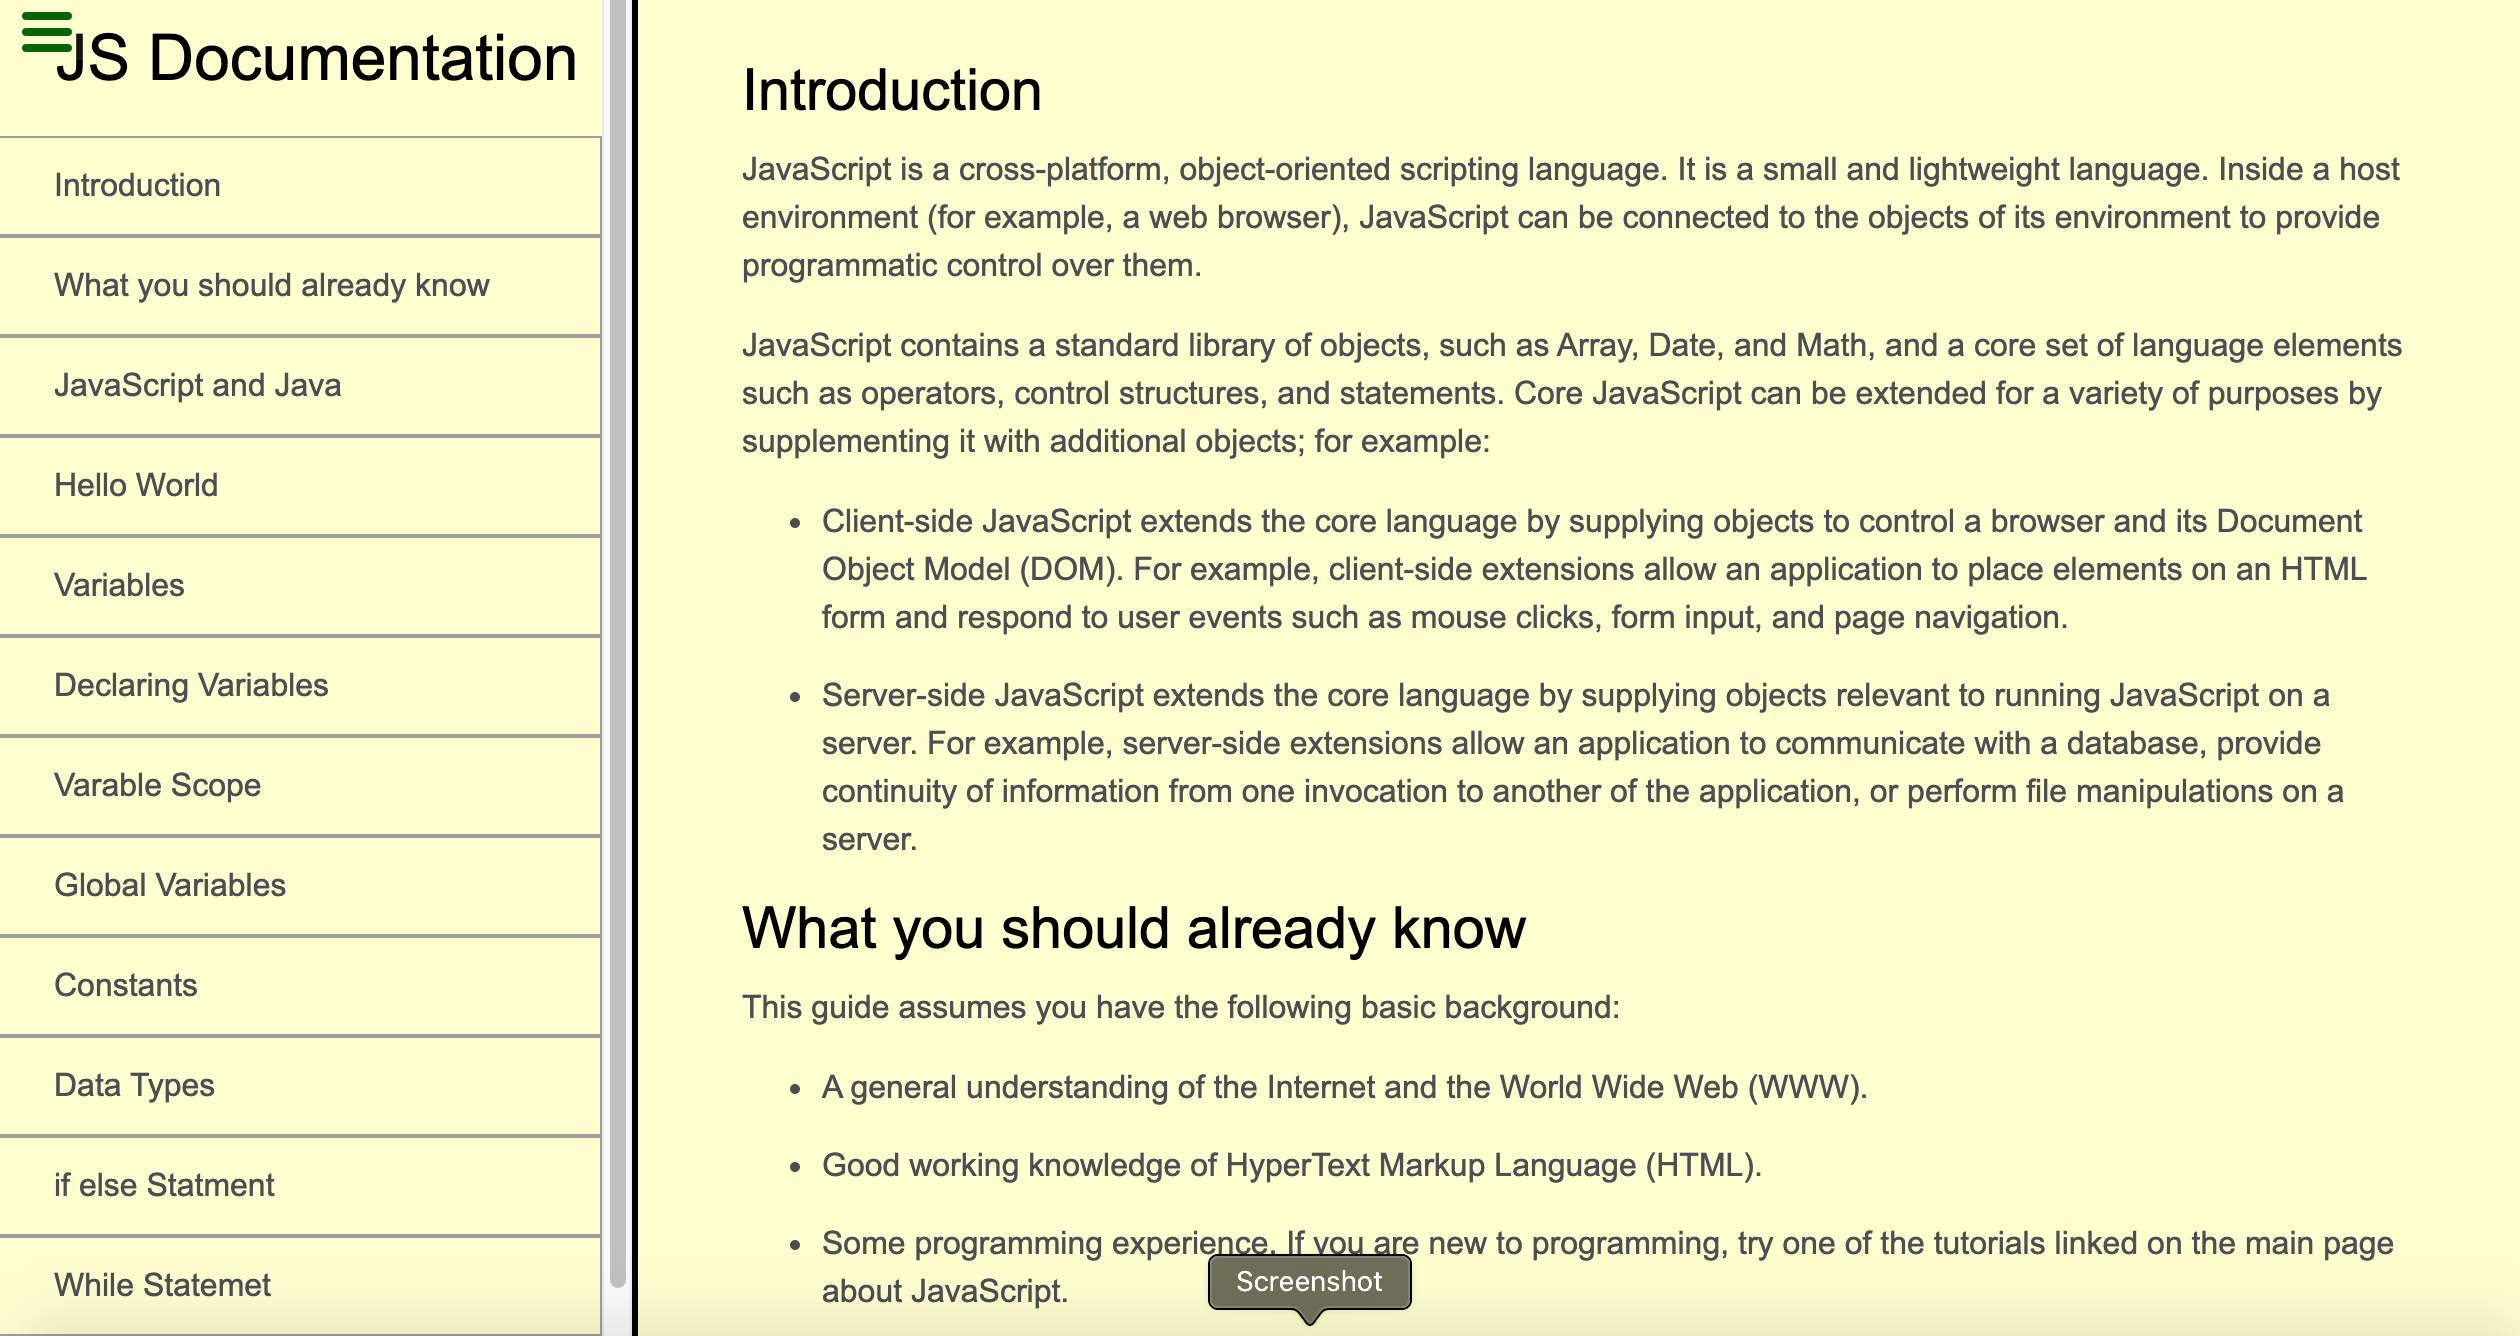 JS Documentation
Introduction
What you should already know
JavaScript and Java
Hello World
Variables
Declaring Variables
Varable Scope
Global Variables
Constants
Data Types
if else Statment
While Statemet
Introduction
JavaScript is a cross-platform, object-oriented scripting language. It is a small and lightweight language. Inside a host
environment (for example, a web browser), JavaScript can be connected to the objects of its environment to provide
programmatic control over them.
JavaScript contains a standard library of objects, such as Array, Date, and Math, and a core set of language elements
such as operators, control structures, and statements. Core JavaScript can be extended for a variety of purposes by
supplementing it with additional objects; for example:
• Client-side JavaScript extends the core language by supplying objects to control a browser and its Document
Object Model (DOM). For example, client-side extensions allow an application to place elements on an HTML
form and respond to user events such as mouse clicks, form input, and page navigation.
• Server-side JavaScript extends the core language by supplying objects relevant to running JavaScript on a
server. For example, server-side extensions allow an application to communicate with a database, provide
continuity of information from one invocation to another of the application, or perform file manipulations on a
server.
What you should already know
This guide assumes you have the following basic background:
• A general understanding of the Internet and the World Wide Web (WWW).
• Good working knowledge of HyperText Markup Language (HTML).
• Some programming experience. If you are new to programming, try one of the tutorials linked on the main page
about JavaScript.
Screenshot